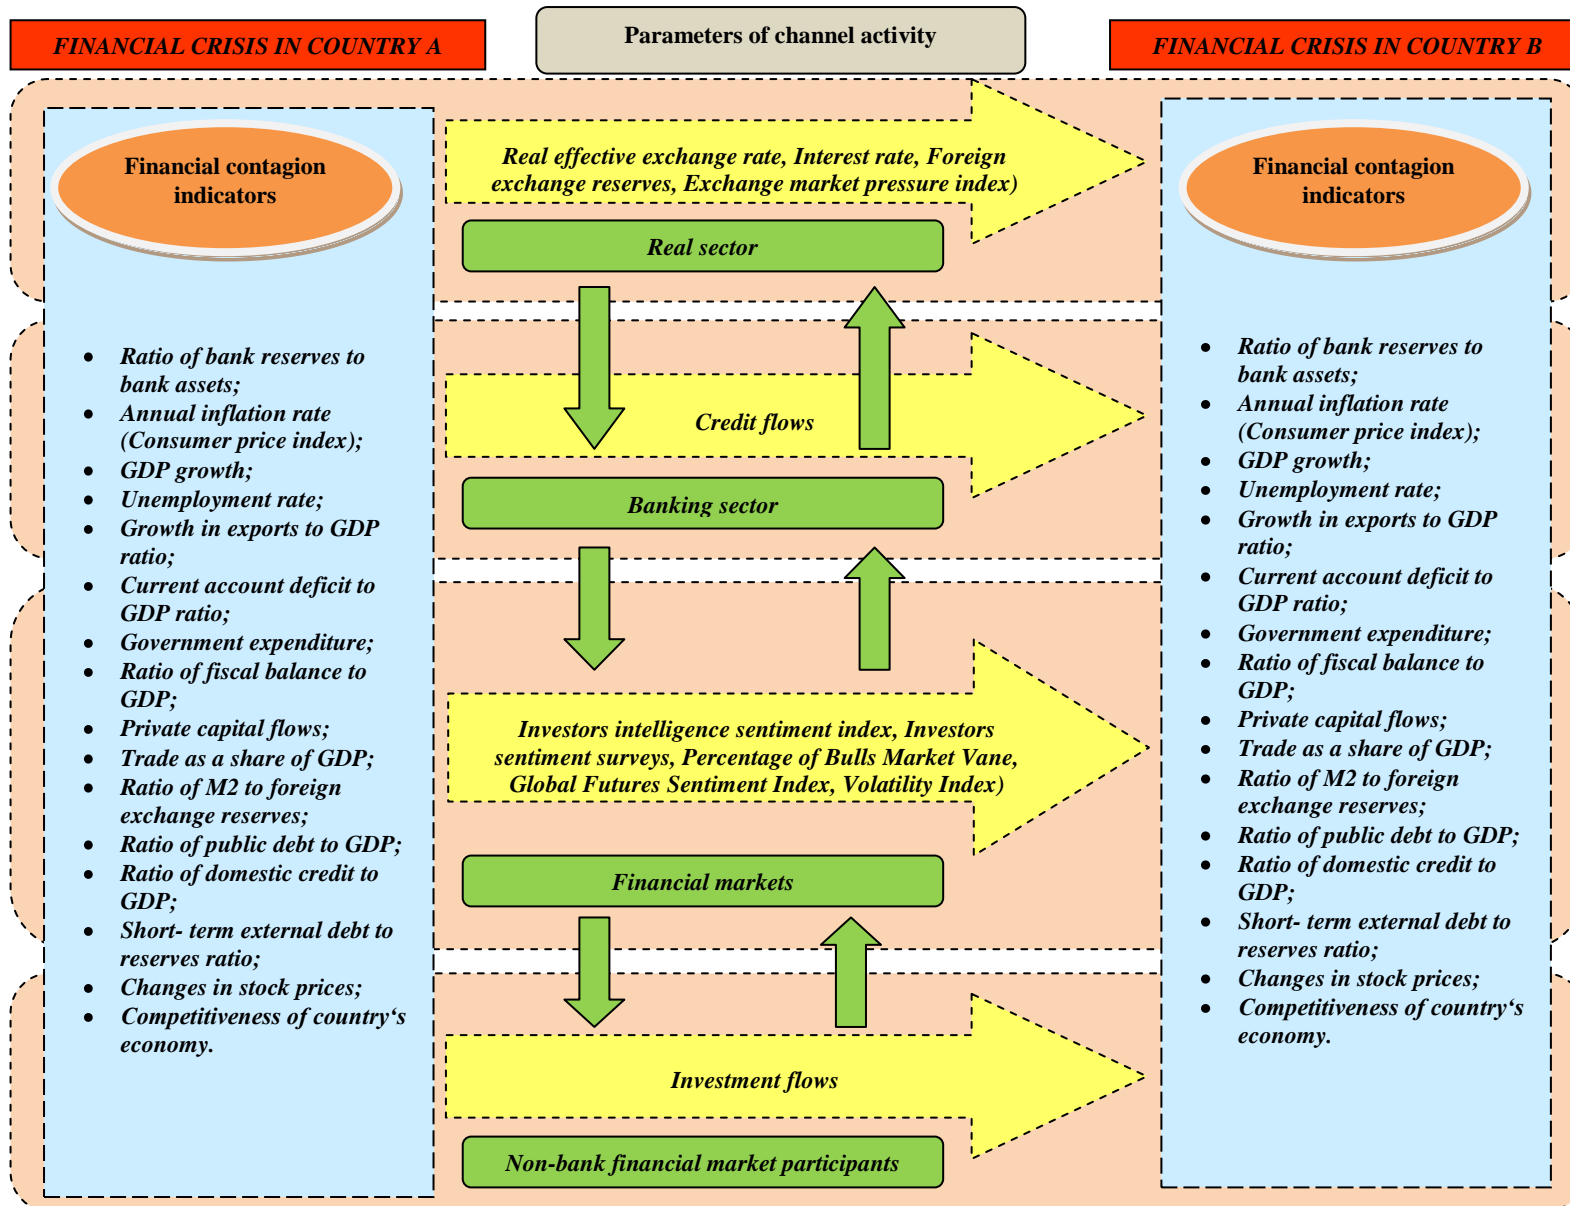 FINANCIAL CRISIS IN COUNTRY A
Parameters of channel activity
FINANCIAL CRISIS IN COUNTRY B
Financial contagion
indicators
• Ratio of bank reserves to
bank assets;
• Annual inflation rate
(Consumer price index);
• GDP growth;
• Unemployment rate;
• Growth in exports to GDP
ratio;
• Current account deficit to
GDP ratio;
• Government expenditure;
• Ratio of fiscal balance to
GDP;
• Private capital flows;
• Trade as a share of GDP;
• Ratio of M2 to foreign
exchange reserves;
• Ratio of public debt to GDP;
• Ratio of domestic credit to
GDP;
• Short- term external debt to
reserves ratio;
• Changes in stock prices;
• Competitiveness of country‘s
economy.
Real effective exchange rate, Interest rate, Foreign
exchange reserves, Exchange market pressure index)
Real sector
Credit flows
Banking sector
Investors intelligence sentiment index, Investors
sentiment surveys, Percentage of Bulls Market Vane,
Global Futures Sentiment Index, Volatility Index)
Financial markets
Investment flows
Non-bank financial market participants
Financial contagion
indicators
• Ratio of bank reserves to
bank assets;
• Annual inflation rate
(Consumer price index);
• GDP growth;
• Unemployment rate;
• Growth in exports to GDP
ratio;
• Current account deficit to
GDP ratio;
• Government expenditure;
• Ratio of fiscal balance to
GDP;
• Private capital flows;
• Trade as a share of GDP;
• Ratio of M2 to foreign
exchange reserves;
• Ratio of public debt to GDP;
• Ratio of domestic credit to
GDP;
• Short- term external debt to
reserves ratio;
• Changes in stock prices;
• Competitiveness of country‘s
economy.